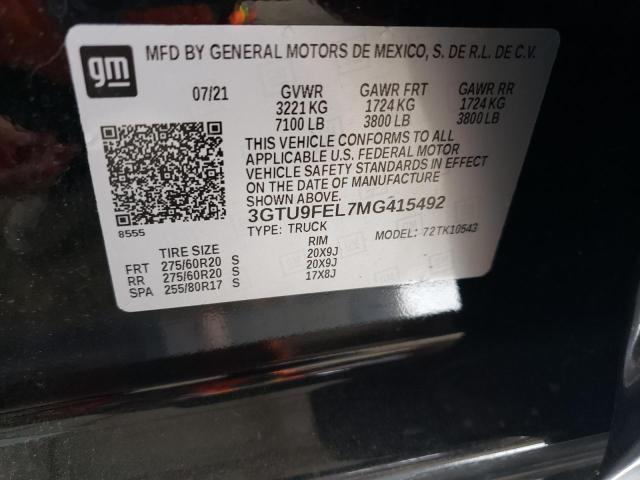 gm
MFD BY GENERAL MOTORS DE MEXICO, S. DE R.L. DE C.V.
07/21 GVWR GAWR FRT GAWR RR
3221 KG 1724 KG 1724 KG
7100 LB 3800 LB 3800 LB
THIS VEHICLE CONFORMS TO ALL
APPLICABLE U.S. FEDERAL MOTOR
VEHICLE SAFETY STANDARDS IN EFFECT
ON THE DATE OF MANUFACTURE
SHOWN ABOVE.
3GTU9FEL7MG415492
8555
TYPE: TRUCK MODEL: 72TK10543
TIRE SIZE RIM
FRT 275/60R20 S 20X9J
RR 275/60R20 S 20X9J
SPA 255/80R17 S 17X8J